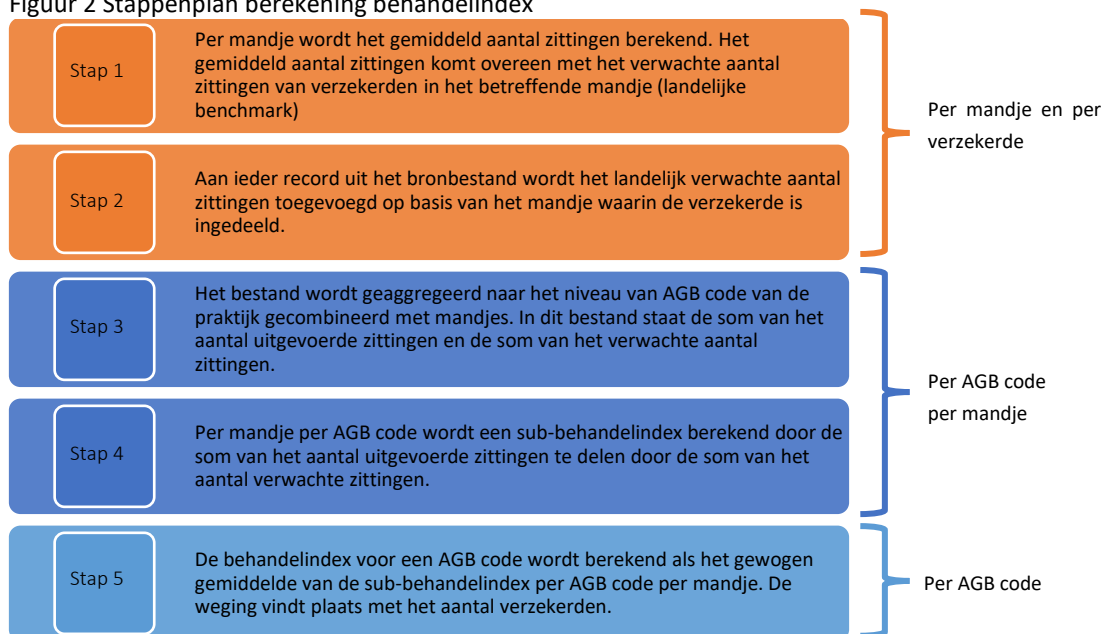 Figuur 2 Stappenplan berekening behandelindex
Stap 1
Per mandje wordt het gemiddeld aantal zittingen berekend. Het
gemiddeld aantal zittingen komt overeen met het verwachte aantal
zittingen van verzekerden in het betreffende mandje (landelijke
benchmark)
Stap 2
Aan ieder record uit het bronbestand wordt het landelijk verwachte aantal
zittingen toegevoegd op basis van het mandje waarin de verzekerde is
ingedeeld.
Per mandje en per
verzekerde
Stap 3
Het bestand wordt geaggregeerd naar het niveau van AGB code van de
praktijk gecombineerd met mandjes. In dit bestand staat de som van het
aantal uitgevoerde zittingen en de som van het verwachte aantal
zittingen.
Stap 4
Per mandje per AGB code wordt een sub-behandelindex berekend door de
som van het aantal uitgevoerde zittingen te delen door de som van het
aantal verwachte zittingen.
Per AGB code
per mandje
Stap 5
De behandelindex voor een AGB code wordt berekend als het gewogen
gemiddelde van de sub-behandelindex per AGB code per mandje. De
weging vindt plaats met het aantal verzekerden.
Per AGB code